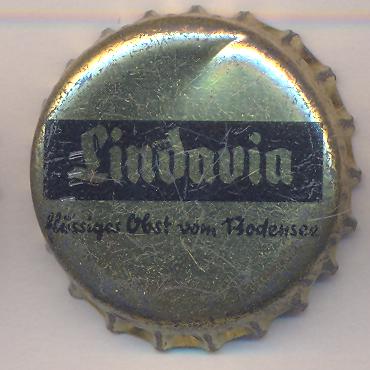 Lindavia
flüssiges Obst vom Bodensee